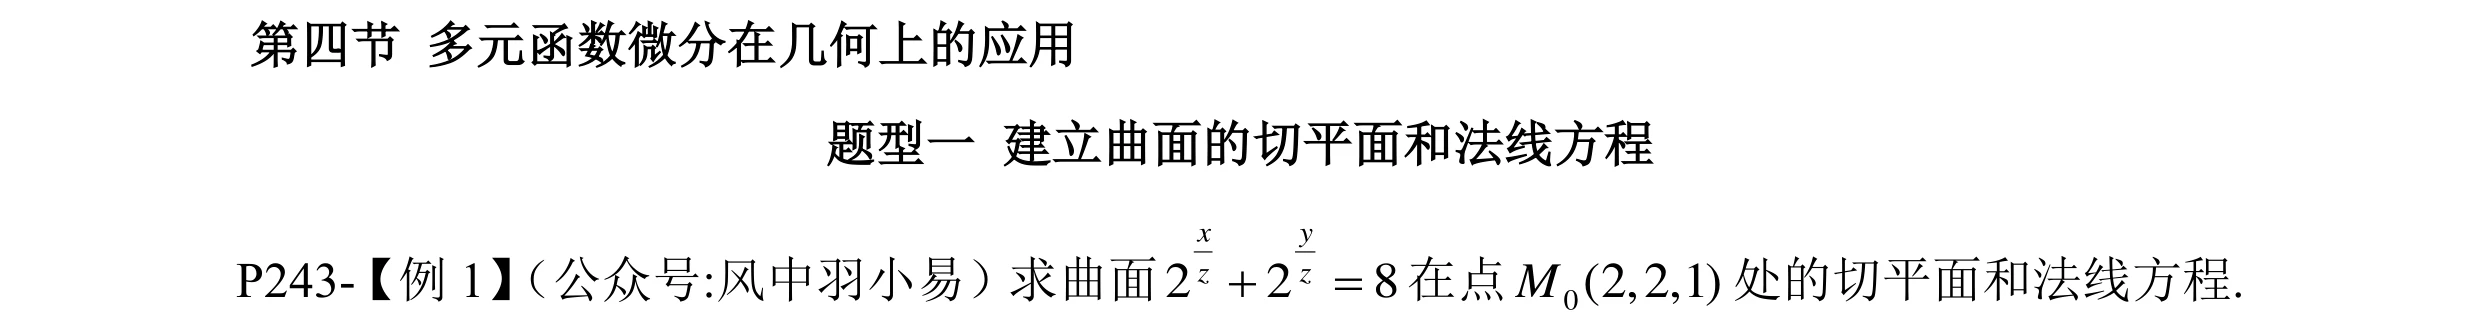 第四节 多元函数微分在几何上的应用
题型一 建立曲面的切平面和法线方程
P243-【例 1】（公众号:风中羽小易）求曲面 $2^{\frac{x}{z}}+2^{\frac{y}{z}}=8$ 在点 $M_0(2,2,1)$ 处的切平面和法线方程.